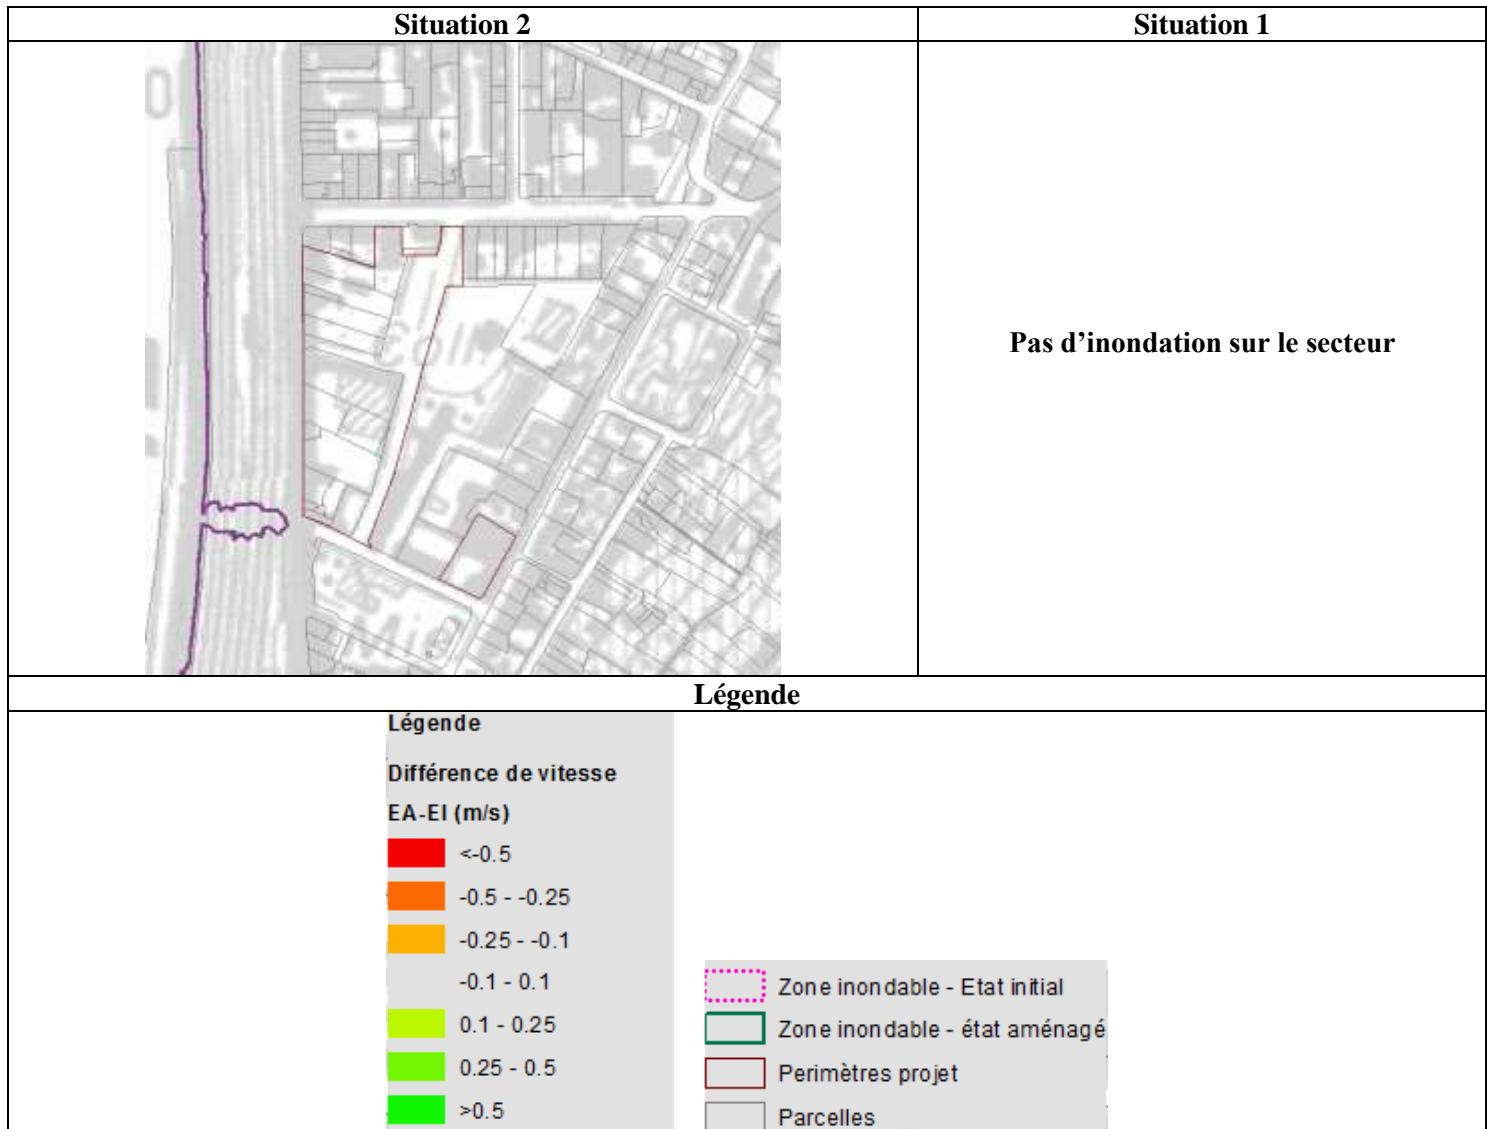 Situation 2
Situation 1
Pas d’inondation sur le secteur
Légende
Légende
Différence de vitesse
EA-EI (m/s)
<-0.5
-0.5 - -0.25
-0.25 - -0.1
-0.1 - 0.1
0.1 - 0.25
0.25 - 0.5
>0.5
Zone inondable - Etat initial
Zone inondable - état aménagé
Perimètres projet
Parcelles